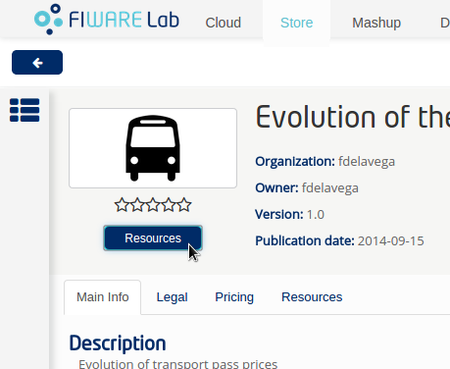 FIWARE Lab Cloud Store Mashup D
Evolution of the
Organization: fdelavega
Owner: fdelavega
Version: 1.0
Publication date: 2014-09-15
Resources
Main Info Legal Pricing Resources
Description
Evolution of transport pass prices